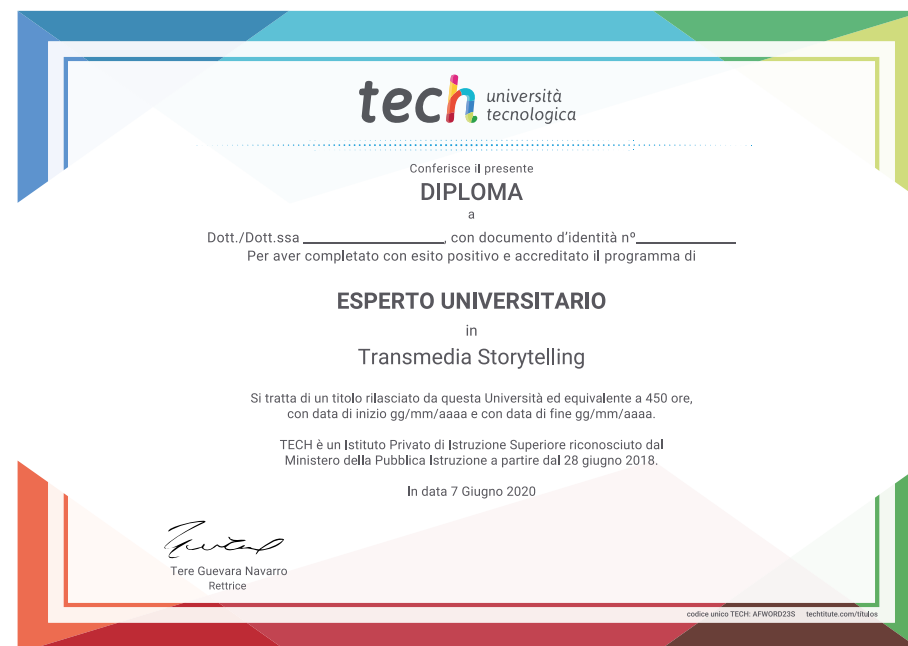 tech università
tecnologica
Conferisce il presente
DIPLOMA
a
Dott./Dott.ssa ____________________, con documento d'identità nº______________
Per aver completato con esito positivo e accreditato il programma di
ESPERTO UNIVERSITARIO
in
Transmedia Storytelling
Si tratta di un titolo rilasciato da questa Università ed equivalente a 450 ore,
con data di inizio gg/mm/aaaa e con data di fine gg/mm/aaaa.
TECH è un Istituto Privato di Istruzione Superiore riconosciuto dal
Ministero della Pubblica Istruzione a partire dal 28 giugno 2018.
In data 7 Giugno 2020
Tere Guevara Navarro
Rettrice
codice unico TECH: AFWORD23S techtitute.com/titulos